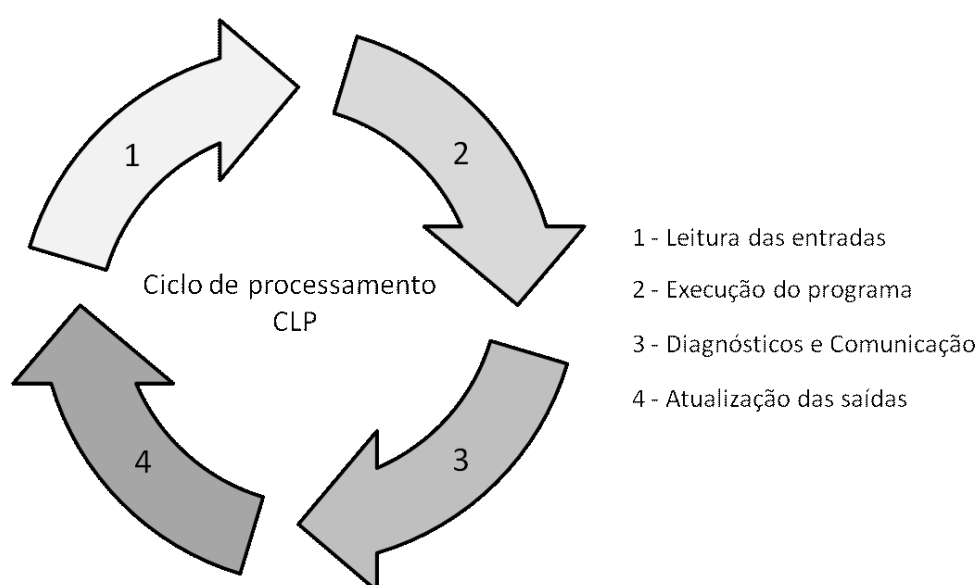 1
2
Ciclo de processamento
CLP
3
4
1 - Leitura das entradas
2 - Execução do programa
3 - Diagnósticos e Comunicação
4 - Atualização das saídas